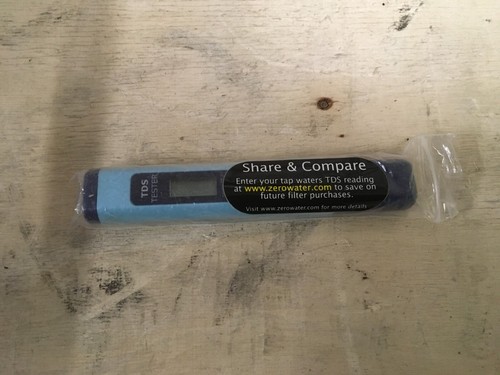 TDS
TESTER
Share & Compare
Enter your tap waters TDS reading
at www.zerowater.com to save on
future filter purchases.
Visit www.zerowater.com for more details